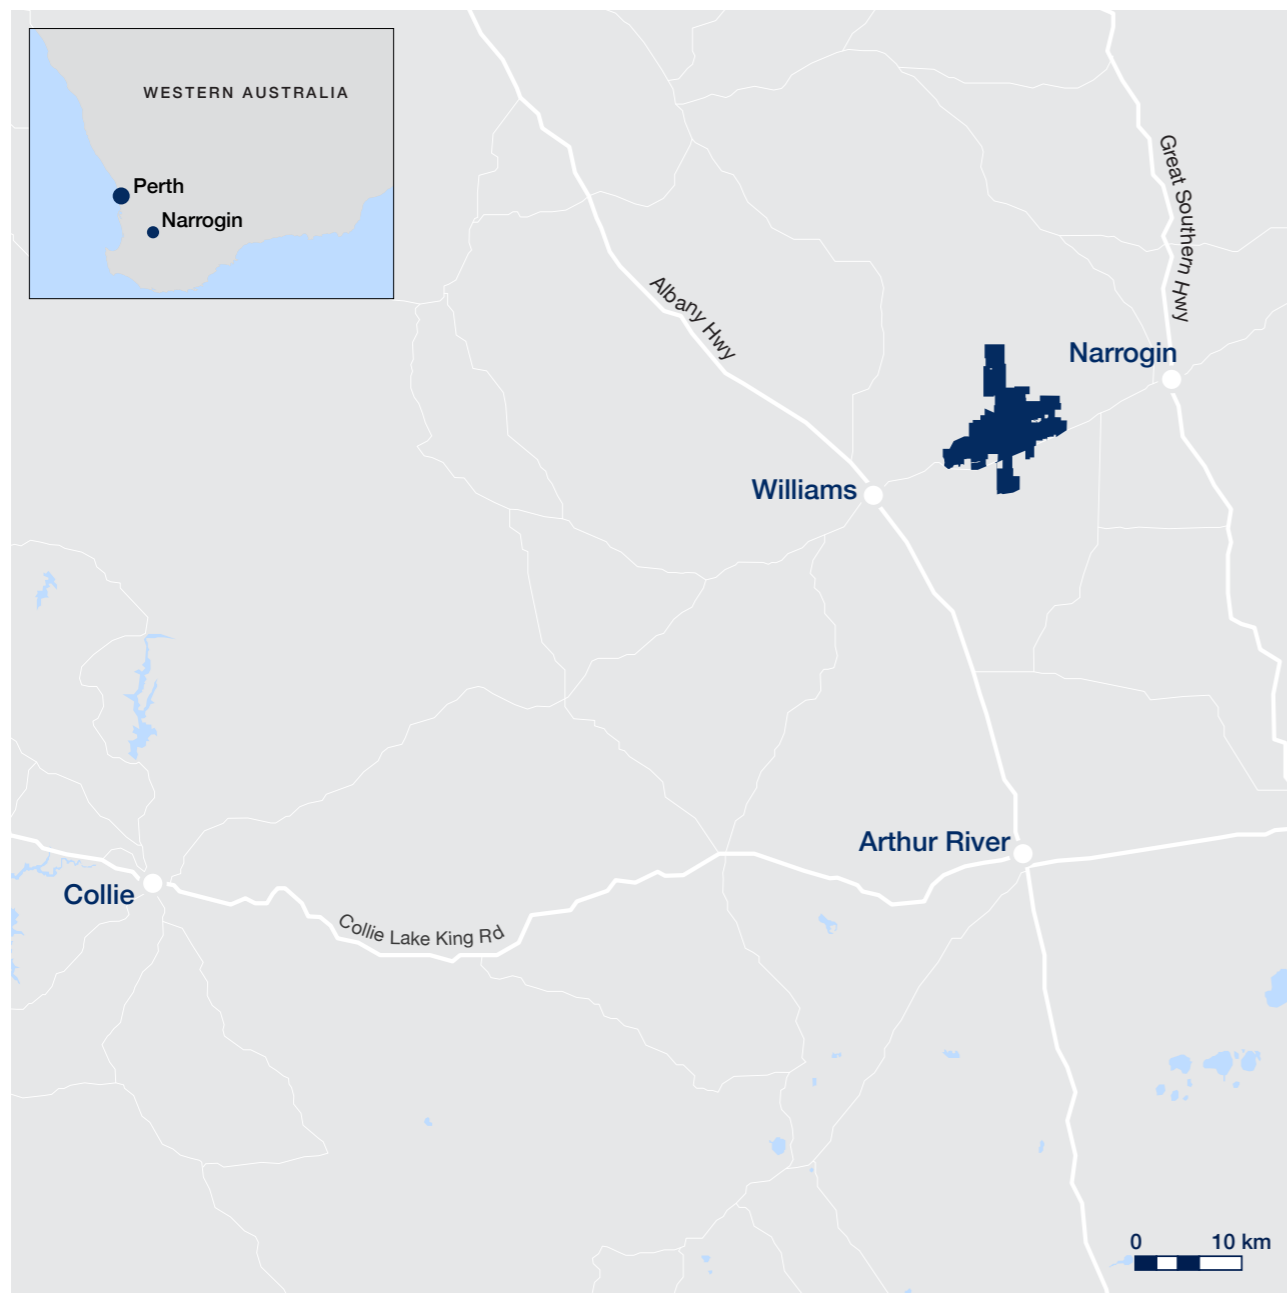 WESTERN AUSTRALIA
Perth
Narrogin
Great Southern Hwy
Albany Hwy
Narrogin
Williams
Arthur River
Collie
Collie Lake King Rd
0 10 km